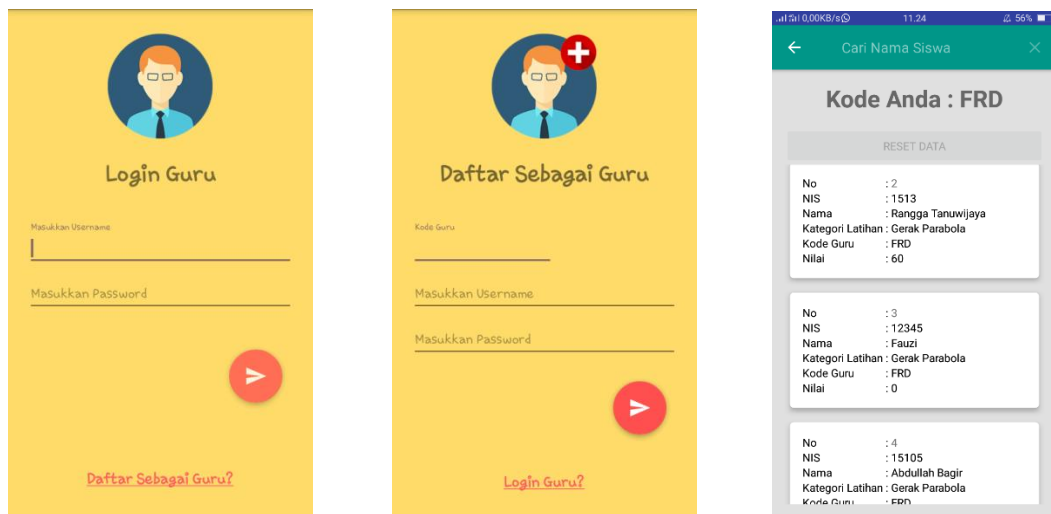 Login Guru
Masukkan Username
Masukkan Password
Daftar Sebagai Guru?
Daftar Sebagai Guru
Kode Guru
Masukkan Username
Masukkan Password
Login Guru?
0,00KB/s 11.24 56%
Cari Nama Siswa
Kode Anda : FRD
RESET DATA
No : 2
NIS : 1513
Nama : Rangga Tanuwijaya
Kategori Latihan : Gerak Parabola
Kode Guru : FRD
Nilai : 60
No : 3
NIS : 12345
Nama : Fauzi
Kategori Latihan : Gerak Parabola
Kode Guru : FRD
Nilai : 0
No : 4
NIS : 15105
Nama : Abdullah Bagir
Kategori Latihan : Gerak Parabola
Kode Guru : FRD